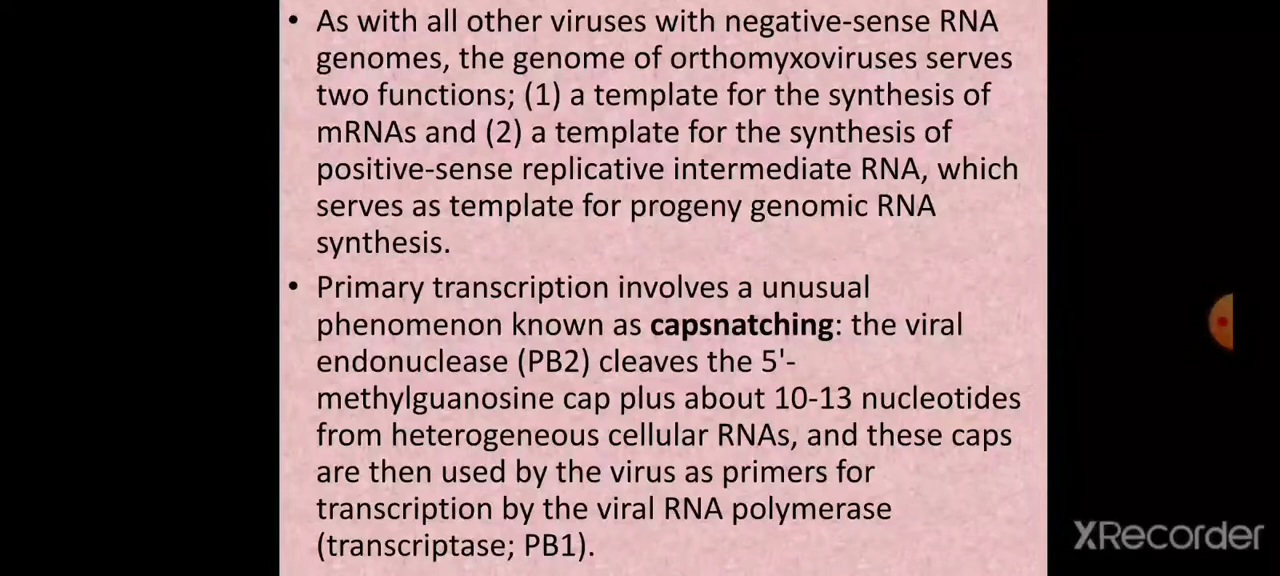 • As with all other viruses with negative-sense RNA
genomes, the genome of orthomyxoviruses serves
two functions; (1) a template for the synthesis of
mRNAs and (2) a template for the synthesis of
positive-sense replicative intermediate RNA, which
serves as template for progeny genomic RNA
synthesis.
• Primary transcription involves a unusual
phenomenon known as capsnatching: the viral
endonuclease (PB2) cleaves the 5'-
methylguanosine cap plus about 10-13 nucleotides
from heterogeneous cellular RNAs, and these caps
are then used by the virus as primers for
transcription by the viral RNA polymerase
(transcriptase; PB1).
XRecorder